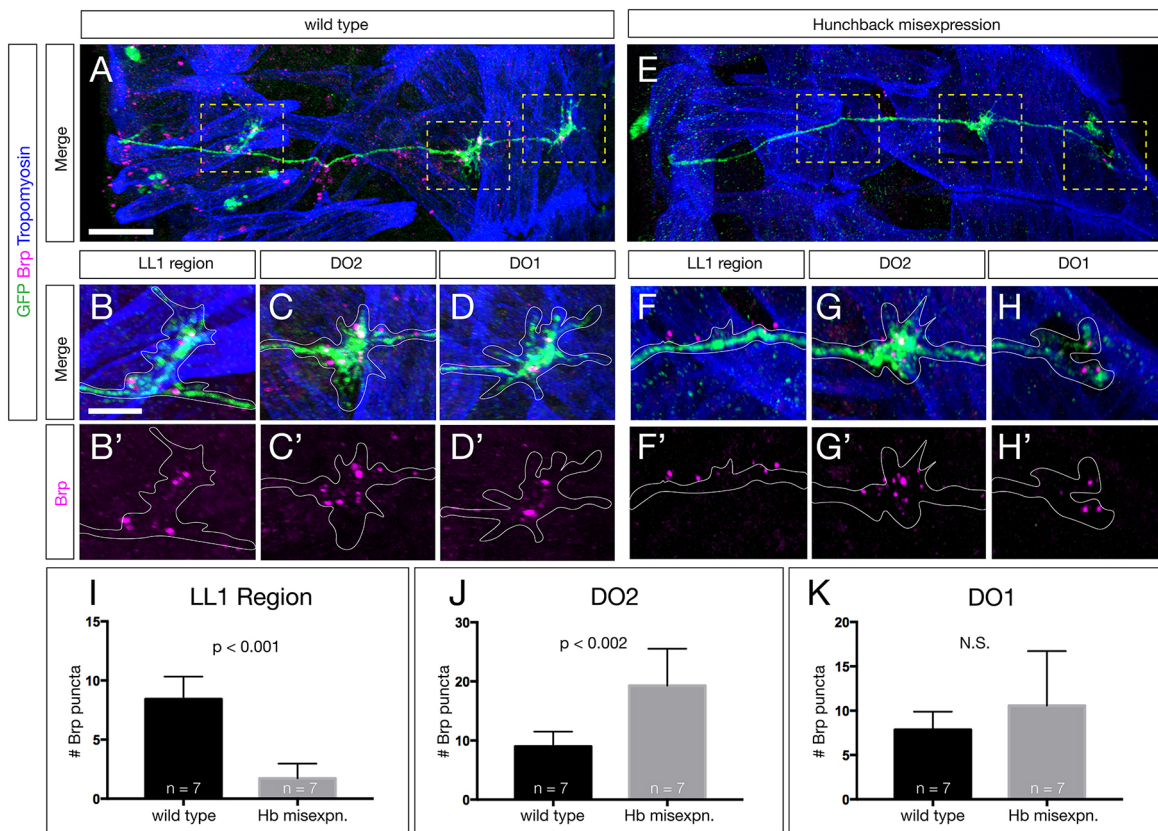 wild type
Hunchback misexpression
GFP Brp Tropomyosin
Merge
A
E
LL1 region
DO2
DO1
LL1 region
DO2
DO1
Merge
B
C
D
F
G
H
Brp
B’
C’
D’
F’
G’
H’
I
LL1 Region
# Brp puncta
15
10
5
0
p < 0.001
n = 7
n = 7
wild type
Hb misexpn.
J
DO2
# Brp puncta
30
20
10
0
p < 0.002
n = 7
n = 7
wild type
Hb misexpn.
K
DO1
# Brp puncta
20
15
10
5
0
N.S.
n = 7
n = 7
wild type
Hb misexpn.